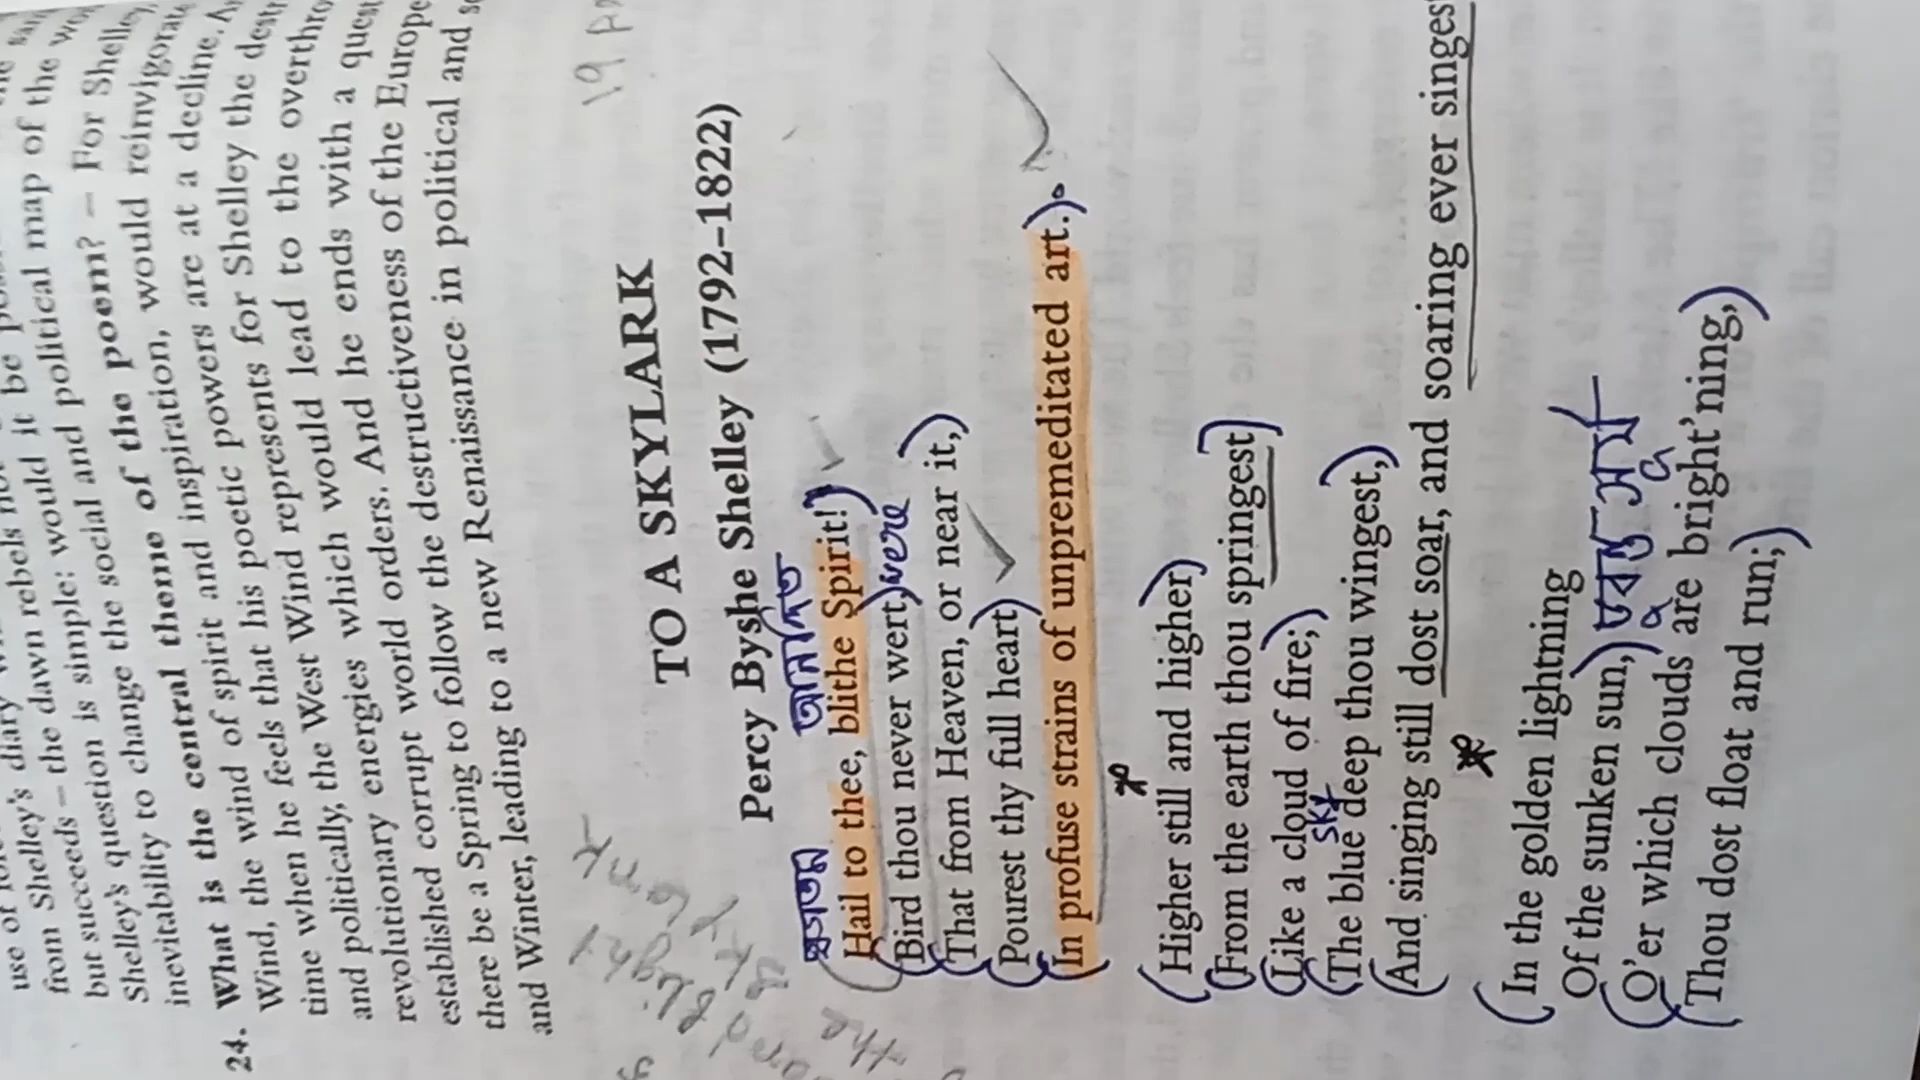 use of
from Shelley's diary
but succeeds – the dawn rebels
Shelley's question is simple: would it be
inevitability to change the social and political map of the
24. What is the central theme of the poem? – For Shelley,
Wind, the wind of spirit and inspiration, would reinvigorate
time when he feels that his poetic powers are at a decline.
and politically, the West Wind represents for Shelley the
revolutionary energies which would lead to the
established corrupt world orders. And he ends with a
there be a Spring to follow the destructiveness of the
and Winter, leading to a new Renaissance in political and
19
TO A SKYLARK
Percy Byshe Shelley (1792–1822)
the sky
আনন্দিত
Hail to thee, blithe Spirit!
Bird thou never wert, were
That from Heaven, or near it,
Pourest thy full heart
In profuse strains of unpremeditated art.
Higher still and higher
From the earth thou springest
Like a cloud of fire;
sky
The blue deep thou wingest,
And singing still dost soar, and soaring ever singest
In the golden lightning
Of the sunken sun, ডুবন্ত সূর্য
O'er which clouds are bright'ning,
Thou dost float and run;